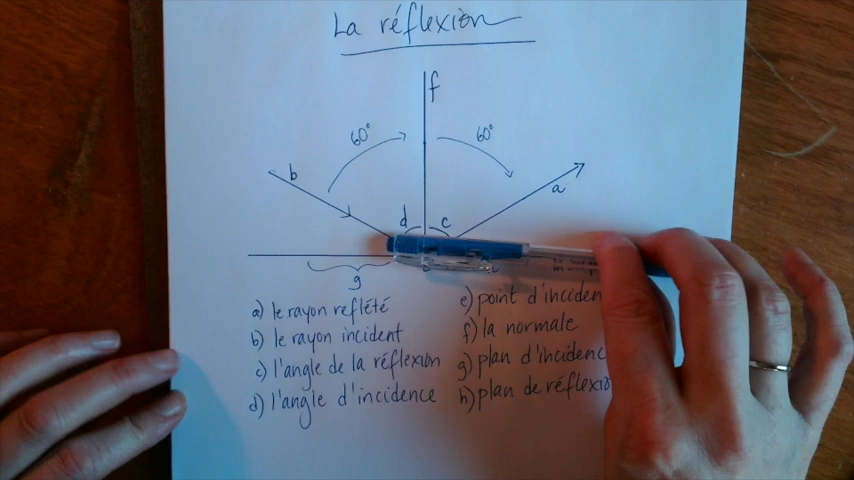 La réflexion
f
60° 60°
b
a
d c
g
a) le rayon reflété
b) le rayon incident
c) l'angle de la réflexion
d) l'angle d'incidence
e) point d'inciden
f) la normale
g) plan d'incidenc
h) plan de réflexio